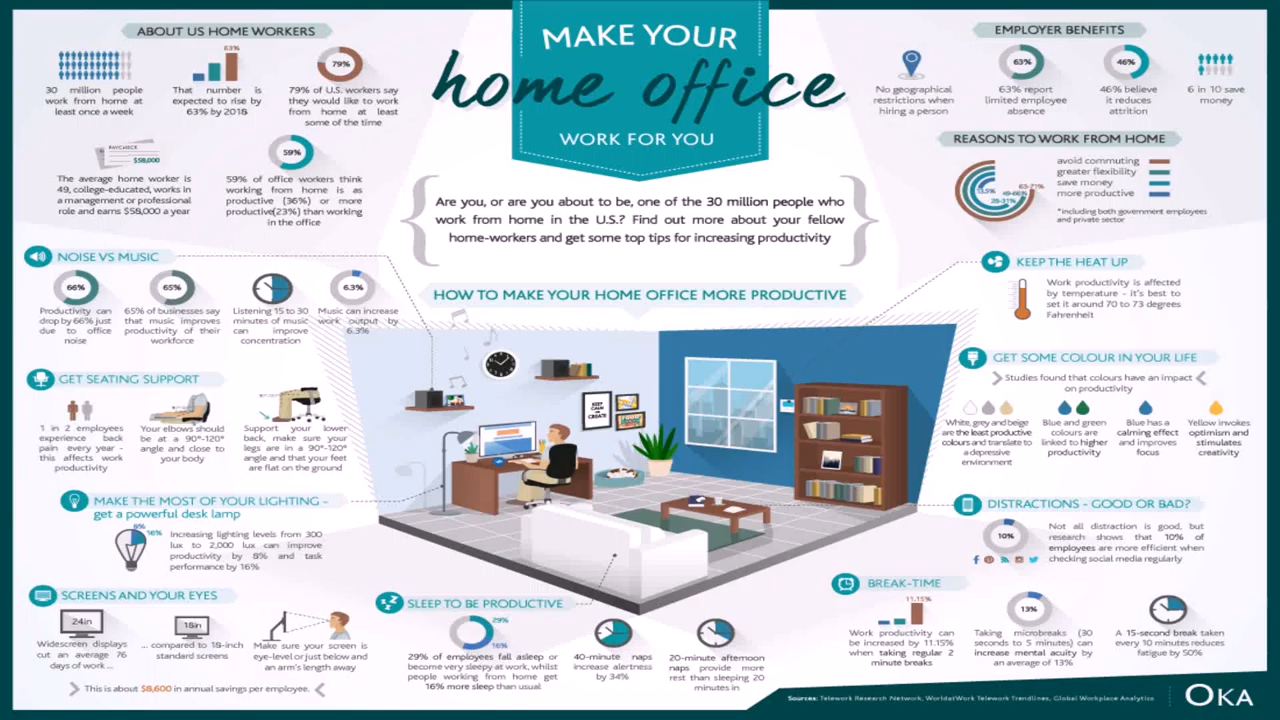 MAKE YOUR
home office
WORK FOR YOU
Are you, or are you about to be, one of the 30 million people who
work from home in the U.S.? Find out more about your fellow
home-workers and get some top tips for increasing productivity
ABOUT US HOME WORKERS
30 million people
work from home at
least once a week
63%
That number is
expected to rise by
63% by 2018
79%
79% of U.S. workers say
they would like to work
from home at least
some of the time
PAYCHECK
$58,000
The average home worker is
49, college-educated, works in
a management or professional
role and earns $58,000 a year
59%
59% of office workers think
working from home is as
productive (36%) or more
productive(23%) than working
in the office
EMPLOYER BENEFITS
No geographical
restrictions when
hiring a person
63%
63% report
limited employee
absence
46%
46% believe
it reduces
attrition
6 in 10 save
money
REASONS TO WORK FROM HOME
63-71%
49-66%
28-31%
13.5%
avoid commuting
greater flexibility
save money
more productive
*including both government employees
and private sector
HOW TO MAKE YOUR HOME OFFICE MORE PRODUCTIVE
NOISE VS MUSIC
66%
Productivity can
drop by 66% just
due to office
noise
65%
65% of businesses say
that music improves
productivity of their
workforce
Listening 15 to 30
minutes of music
can improve
concentration
6.3%
Music can increase
work output by
6.3%
GET SEATING SUPPORT
1 in 2 employees
experience back
pain every year -
this affects work
productivity
Your elbows should
be at a 90°-120°
angle and close to
your body
Support your lower
back, make sure your
legs are in a 90°-120°
angle and that your feet
are flat on the ground
MAKE THE MOST OF YOUR LIGHTING -
get a powerful desk lamp
8%
16%
Increasing lighting levels from 300
lux to 2,000 lux can improve
productivity by 8% and task
performance by 16%
SCREENS AND YOUR EYES
24in
Widescreen displays
cut an average 76
days of work ...
18in
... compared to 18-inch
standard screens
Make sure your screen is
eye-level or just below and
an arm's length away
This is about $8,600 in annual savings per employee.
KEEP CALM AND CREATE
SLEEP TO BE PRODUCTIVE
29%
16%
29% of employees fall asleep or
become very sleepy at work, whilst
people working from home get
16% more sleep than usual
40-minute naps
increase alertness
by 34%
20-minute afternoon
naps provide more
rest than sleeping 20
minutes in
KEEP THE HEAT UP
Work productivity is affected
by temperature - it's best to
set it around 70 to 73 degrees
Fahrenheit
GET SOME COLOUR IN YOUR LIFE
Studies found that colours have an impact
on productivity
White, grey and beige
are the least productive
colours and translate to
a depressive
environment
Blue and green
colours are
linked to higher
productivity
Blue has a
calming effect
and improves
focus
Yellow invokes
optimism and
stimulates
creativity
DISTRACTIONS - GOOD OR BAD?
10%
Not all distraction is good, but
research shows that 10% of
employees are more efficient when
checking social media regularly
BREAK-TIME
11.15%
Work productivity can
be increased by 11.15%
when taking regular 2
minute breaks
13%
Taking microbreaks (30
seconds to 5 minutes) can
increase mental acuity by
an average of 13%
A 15-second break taken
every 10 minutes reduces
fatigue by 50%
Sources: Telework Research Network, WorldatWork Telework Trendlines, Global Workplace Analytics
OKA